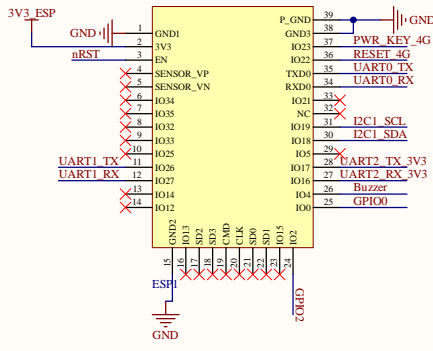 3V3_ESP
GND
nRST
UART1_TX
UART1_RX
1 GND1
2 3V3
3 EN
4 SENSOR_VP
5 SENSOR_VN
6 IO34
7 IO35
8 IO32
9 IO33
10 IO25
11 IO26
12 IO27
13 IO14
14 IO12
P_GND 39
GND3 38
IO23 37
IO22 36
TXD0 35
RXD0 34
IO21 33
NC 32
IO19 31
IO18 30
IO5 29
IO17 28
IO16 27
IO4 26
IO0 25
GND
PWR_KEY_4G
RESET_4G
UART0_TX
UART0_RX
I2C1_SCL
I2C1_SDA
UART2_TX_3V3
UART2_RX_3V3
Buzzer
GPIO0
GND2 15
IO13 16
SD2 17
SD3 18
CMD 19
CLK 20
SD0 21
SD1 22
IO15 23
IO2 24
ESP1
GPIO2
GND